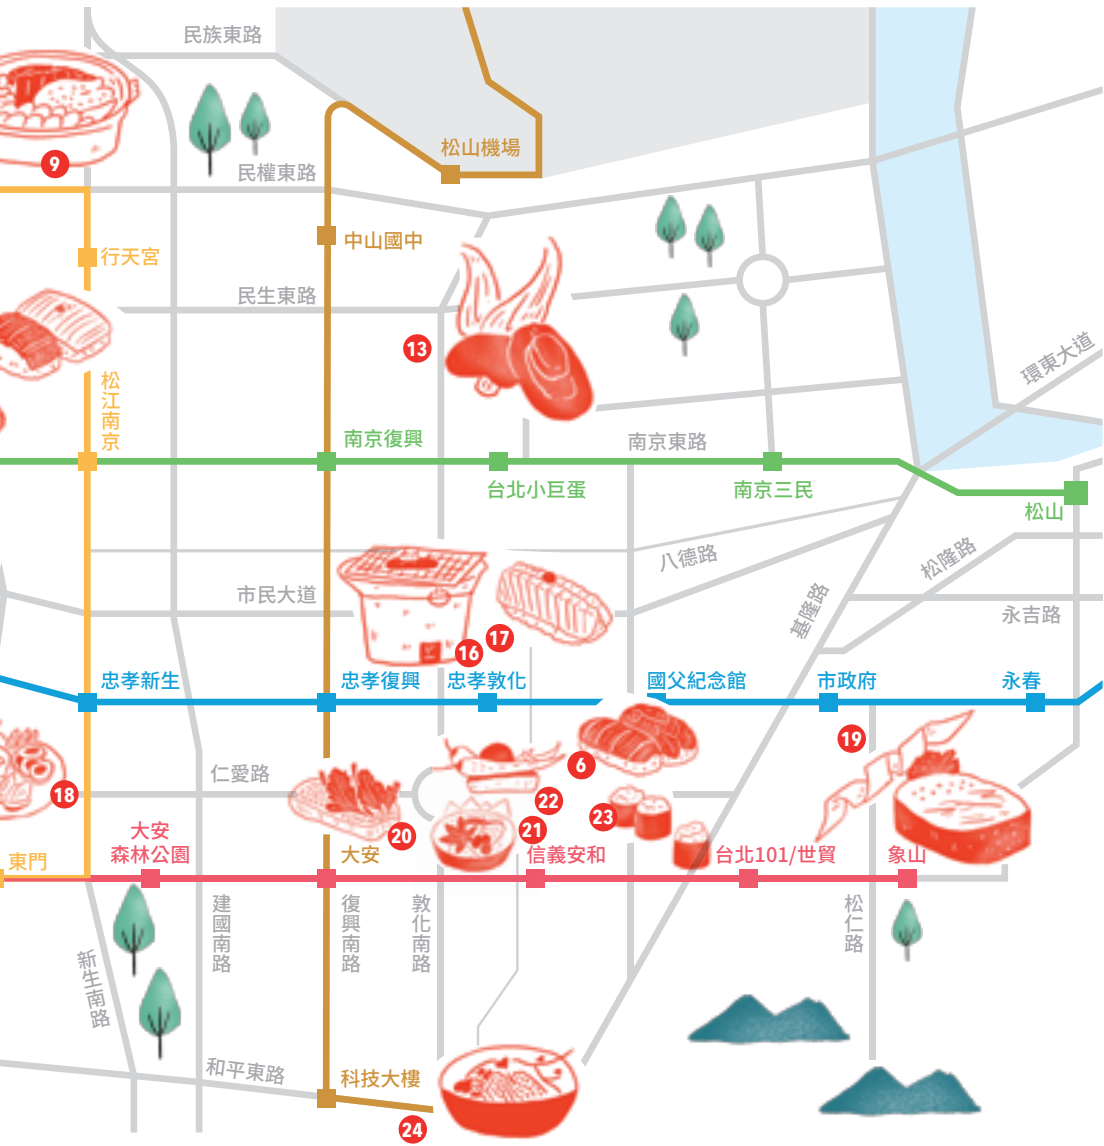 民族東路
松山機場
9
民權東路
中山國中
行天宮
民生東路
13
環東大道
松江南京
南京復興
南京東路
台北小巨蛋
南京三民
松山
八德路
松隆路
市民大道
基隆路
永吉路
17
16
忠孝新生
忠孝復興
忠孝敦化
國父紀念館
市政府
永春
19
6
仁愛路
18
22
23
21
20
大安
森林公園
東門
大安
信義安和
台北101/世貿
象山
建國南路
復興南路
敦化南路
松仁路
新生南路
和平東路
科技大樓
24